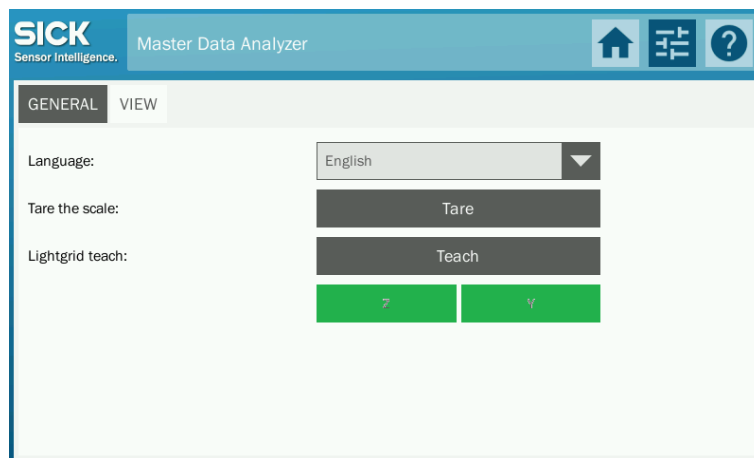 SICK
Sensor Intelligence.
Master Data Analyzer
?
GENERAL VIEW
Language: English
Tare the scale: Tare
Lightgrid teach: Teach
Z Y